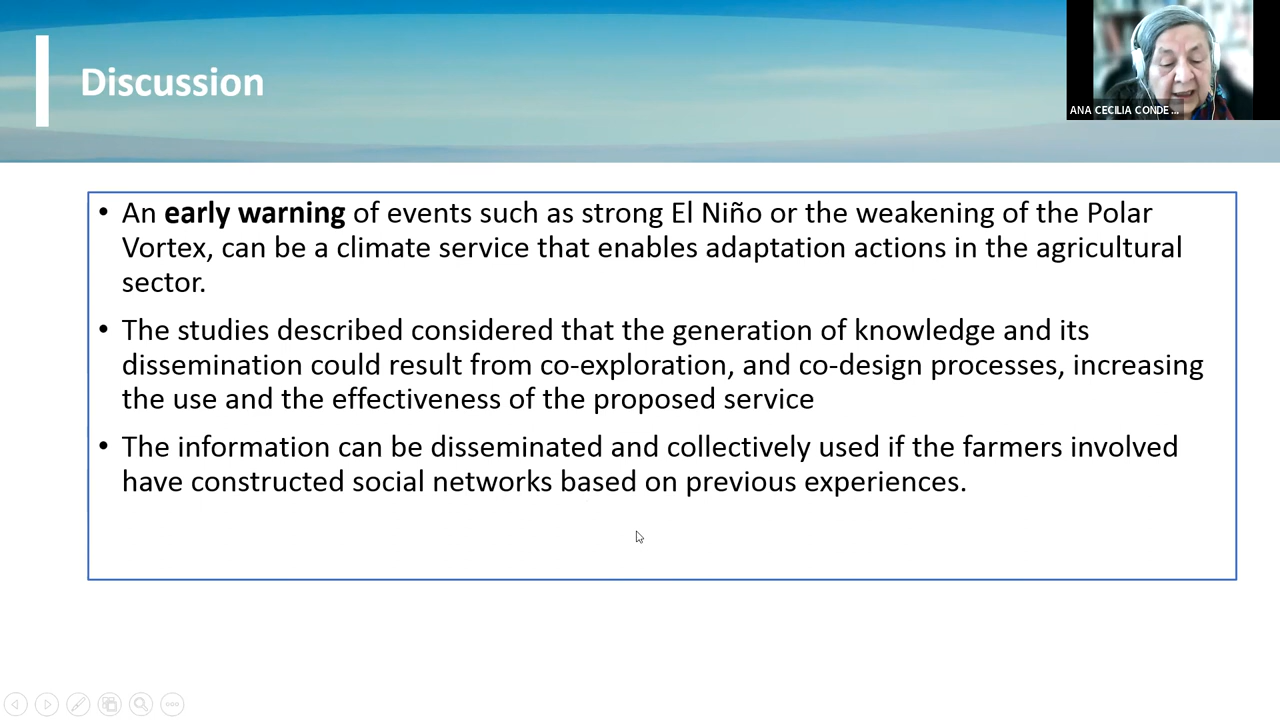 Discussion
ANA CECILIA CONDE ...
• An early warning of events such as strong El Niño or the weakening of the Polar
Vortex, can be a climate service that enables adaptation actions in the agricultural
sector.
• The studies described considered that the generation of knowledge and its
dissemination could result from co-exploration, and co-design processes, increasing
the use and the effectiveness of the proposed service
• The information can be disseminated and collectively used if the farmers involved
have constructed social networks based on previous experiences.